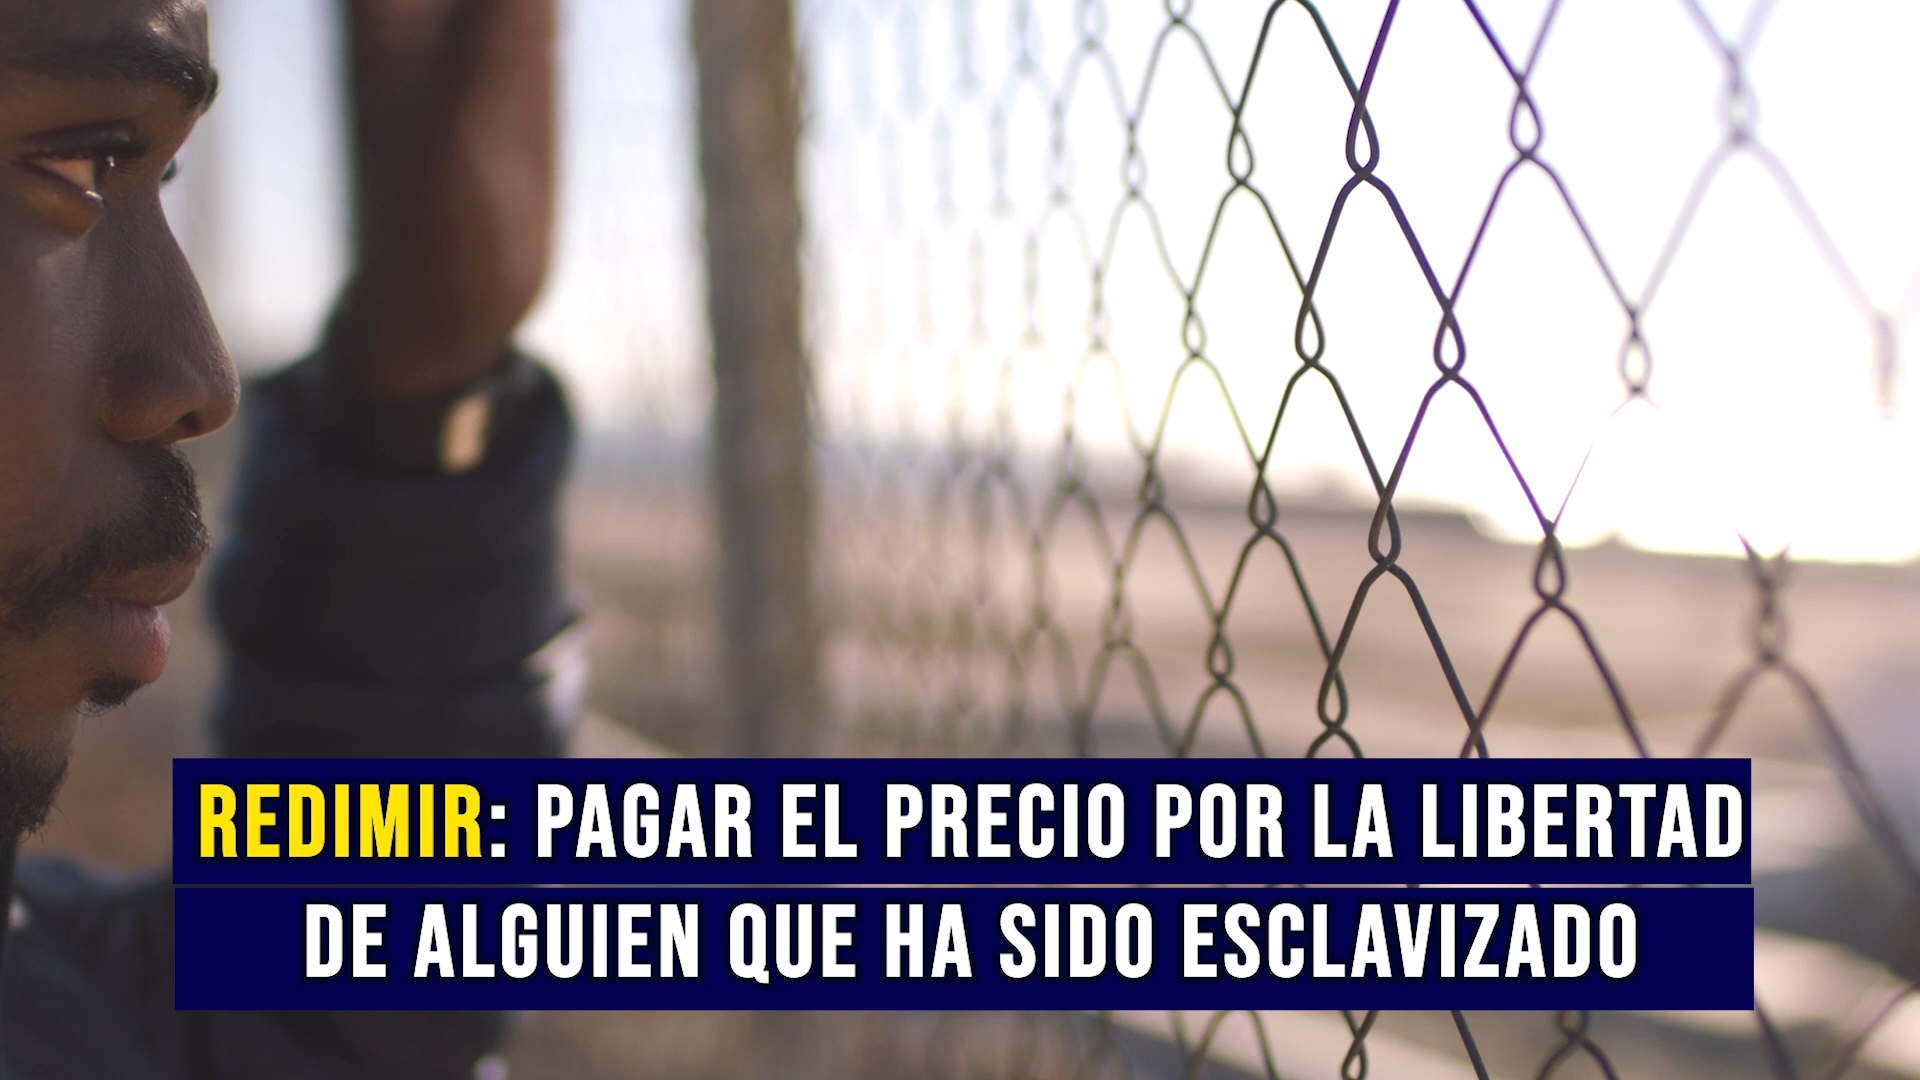 REDIMIR: PAGAR EL PRECIO POR LA LIBERTAD
DE ALGUIEN QUE HA SIDO ESCLAVIZADO